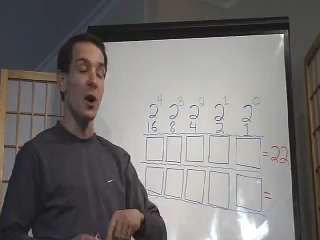 2⁴ 2³ 2² 2¹ 2⁰
16 8 4 2 1
= 22
=